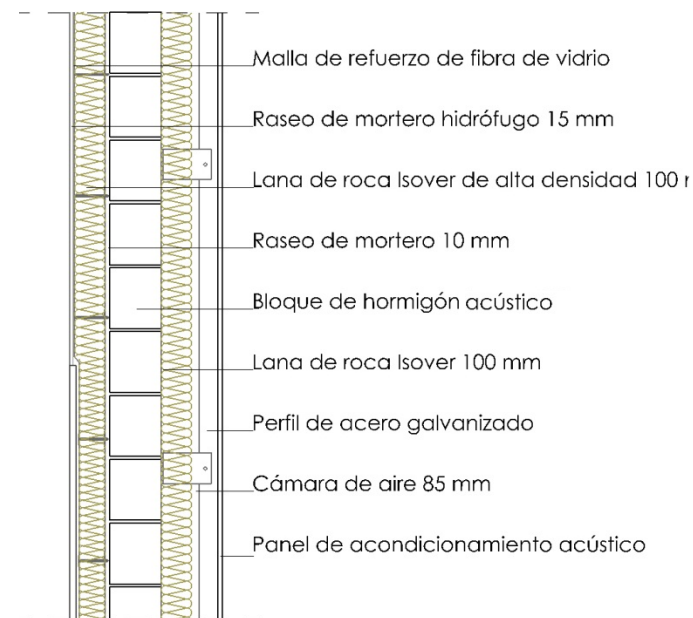 Malla de refuerzo de fibra de vidrio
Raseo de mortero hidrófugo 15 mm
Lana de roca Isover de alta densidad 100
Raseo de mortero 10 mm
Bloque de hormigón acústico
Lana de roca Isover 100 mm
Perfil de acero galvanizado
Cámara de aire 85 mm
Panel de acondicionamiento acústico